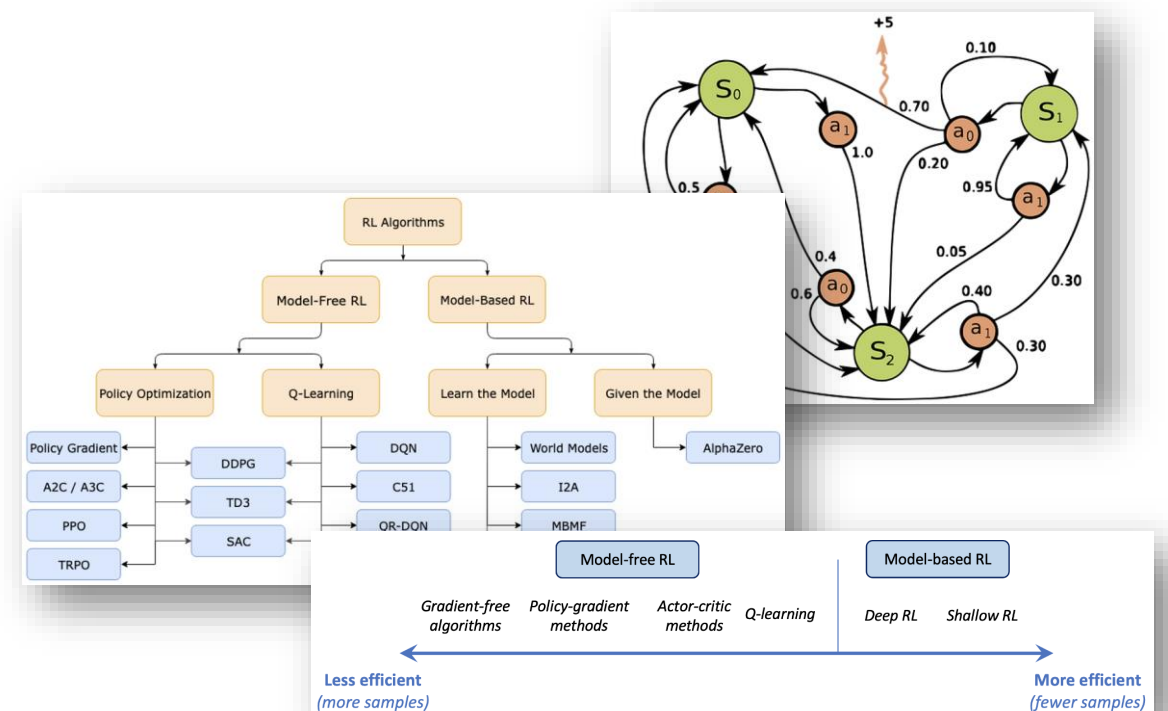 +5
0.10
S0
S1
0.70
a1
a0
1.0
0.20
0.5
0.95
a1
0.05
0.4
0.30
a0
0.6
0.40
a1
S2
0.30
RL Algorithms
Model-Free RL
Model-Based RL
Policy Optimization
Q-Learning
Learn the Model
Given the Model
Policy Gradient
DDPG
DQN
World Models
AlphaZero
A2C / A3C
TD3
C51
I2A
PPO
SAC
QR-DQN
MBMF
TRPO
Model-free RL
Model-based RL
Gradient-free
algorithms
Policy-gradient
methods
Actor-critic
methods
Q-learning
Deep RL
Shallow RL
Less efficient
(more samples)
More efficient
(fewer samples)